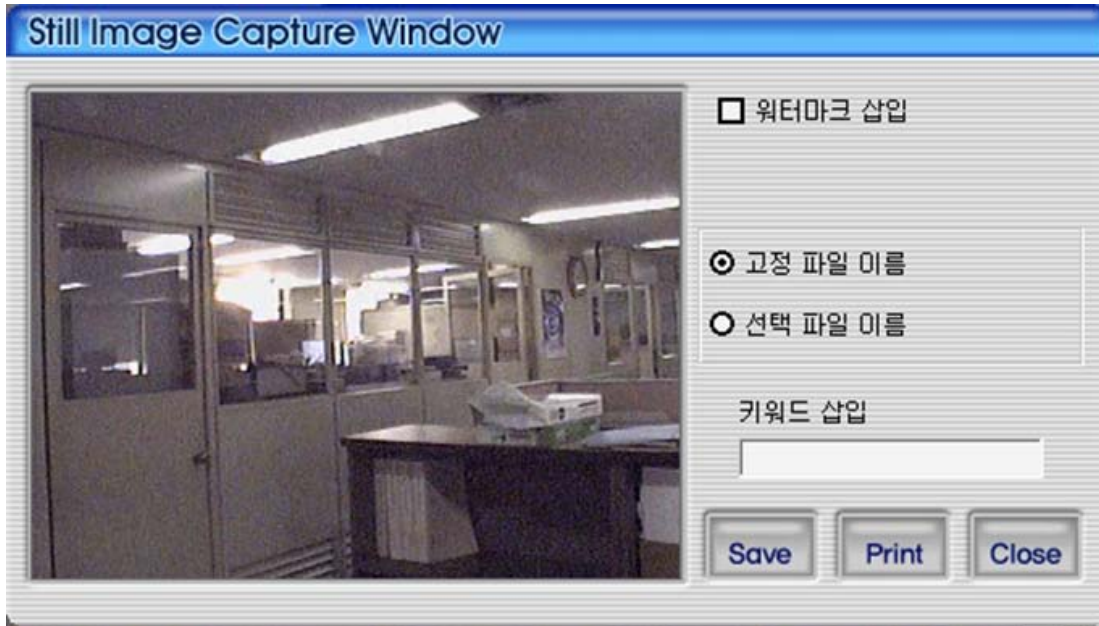 Still Image Capture Window
워터마크 삽입
고정 파일 이름
선택 파일 이름
키워드 삽입
Save
Print
Close